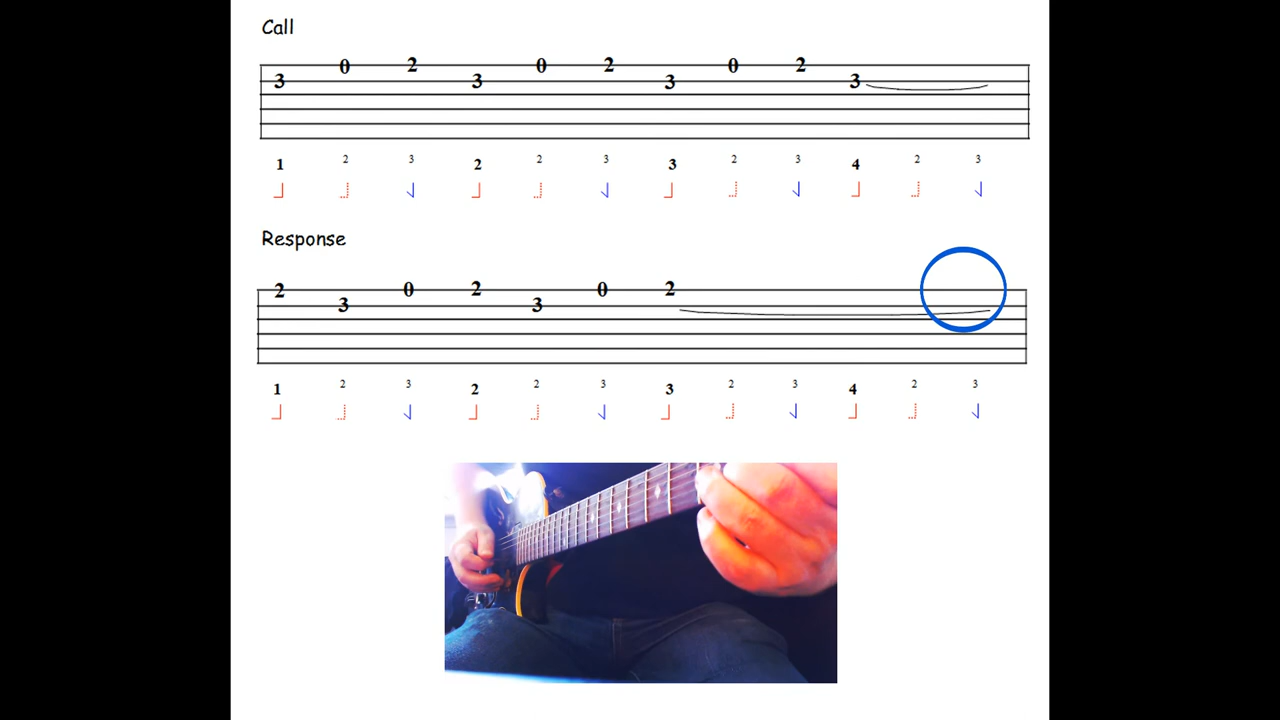 Call
0 2 0 2 0 2
3 3 3 3
1 2 3 2 2 3 3 2 3 4 2 3
Response
2 0 2 0 2
3 3
1 2 3 2 2 3 3 2 3 4 2 3